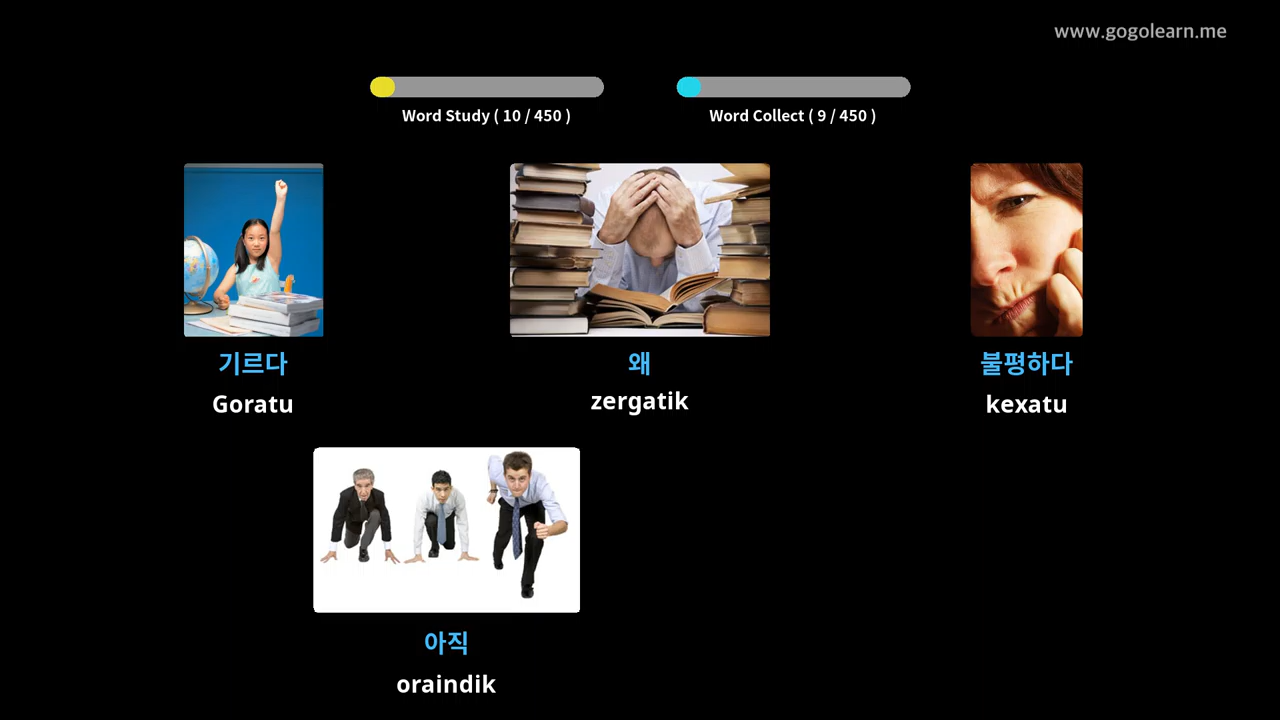 www.gogolearn.me
Word Study ( 10 / 450 )
Word Collect ( 9 / 450 )
기르다
Goratu
왜
zergatik
불평하다
kexatu
아직
oraindik